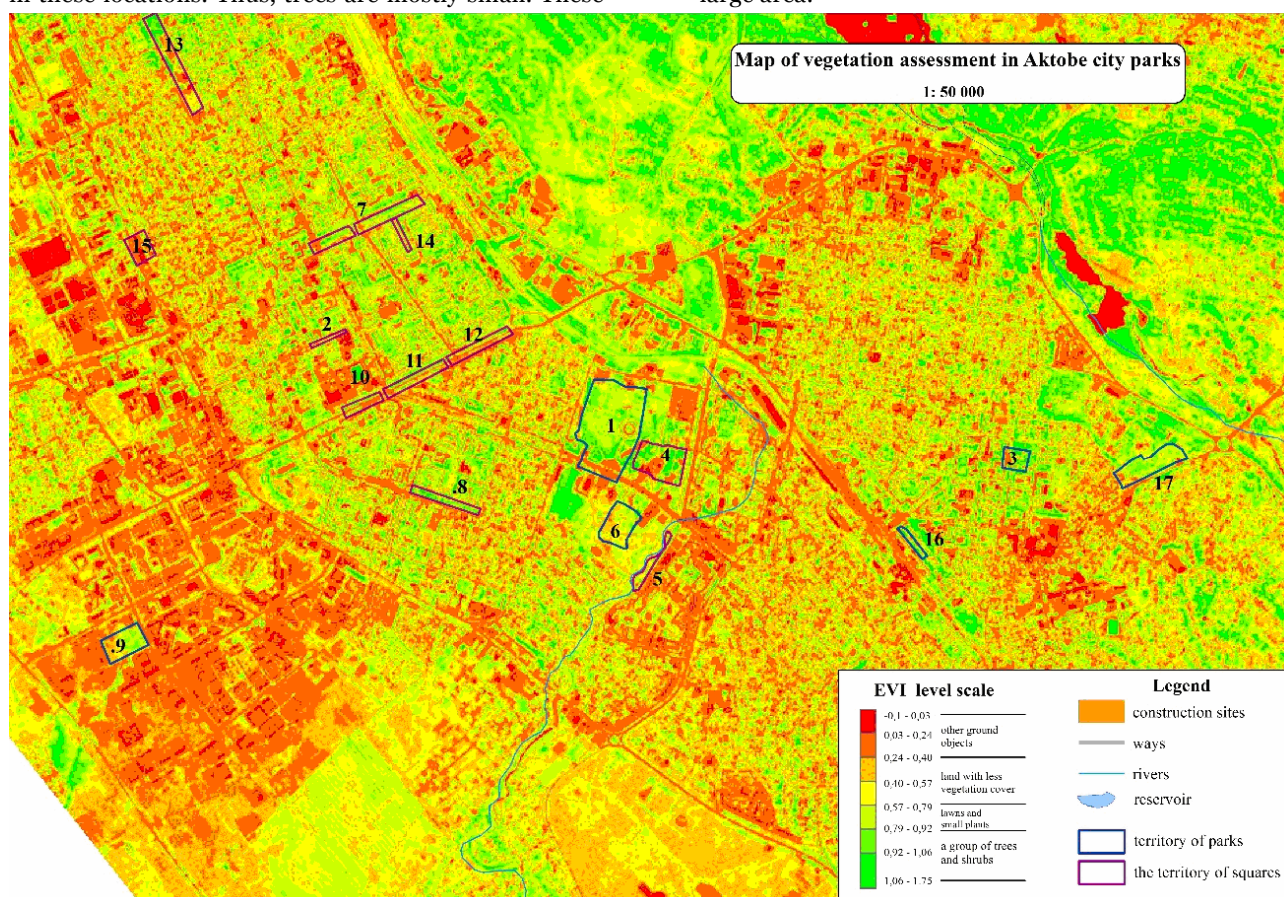 in these locations. Thus, trees are mostly small. These
large area.
Map of vegetation assessment in Aktobe city parks
1: 50 000
13
7
14
15
2
12
11
10
1
4
.8
3
17
6
16
5
.9
EVI level scale
-0,1 - 0,03
0,03 - 0,24
0,24 - 0,40
0,40 - 0,57
0,57 - 0,79
0,79 - 0,92
0,92 - 1,06
1,06 - 1.75
other ground
objects
land with less
vegetation cover
lawns and
small plants
a group of trees
and shrubs
Legend
construction sites
ways
rivers
reservoir
territory of parks
the territory of squares